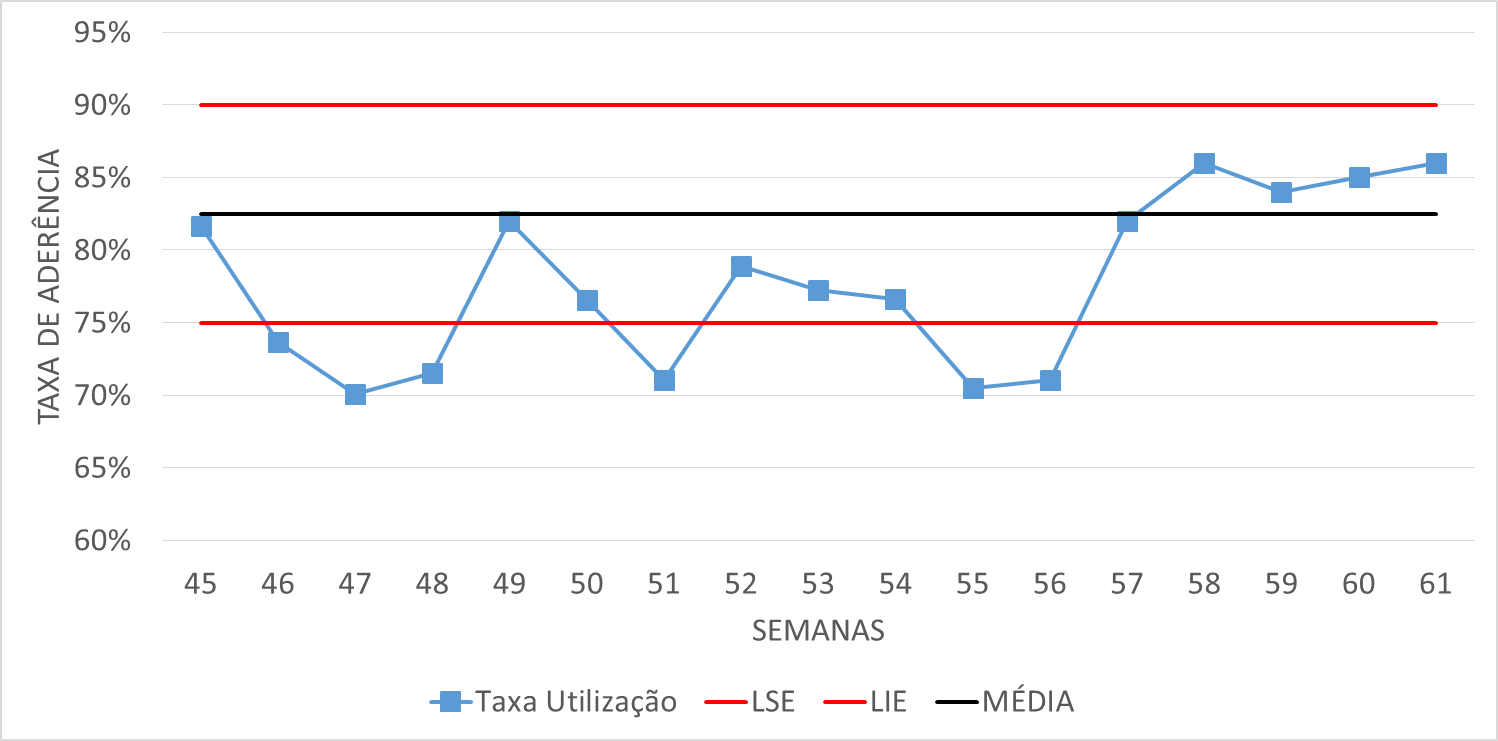 95%
90%
85%
80%
75%
70%
65%
60%
TAXA DE ADERÊNCIA
45 46 47 48 49 50 51 52 53 54 55 56 57 58 59 60 61
SEMANAS
Taxa Utilização LSE LIE MÉDIA